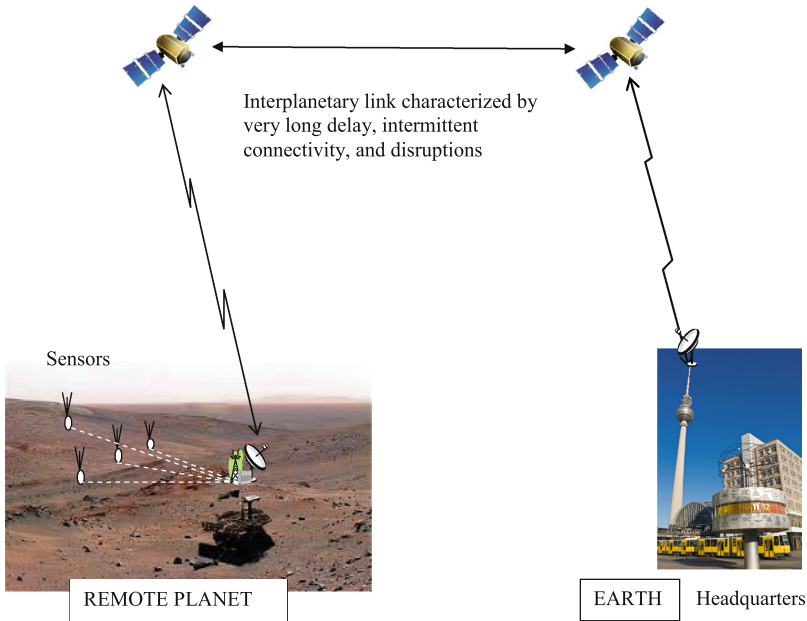 Interplanetary link characterized by
very long delay, intermittent
connectivity, and disruptions
Sensors
REMOTE PLANET
EARTH
Headquarters